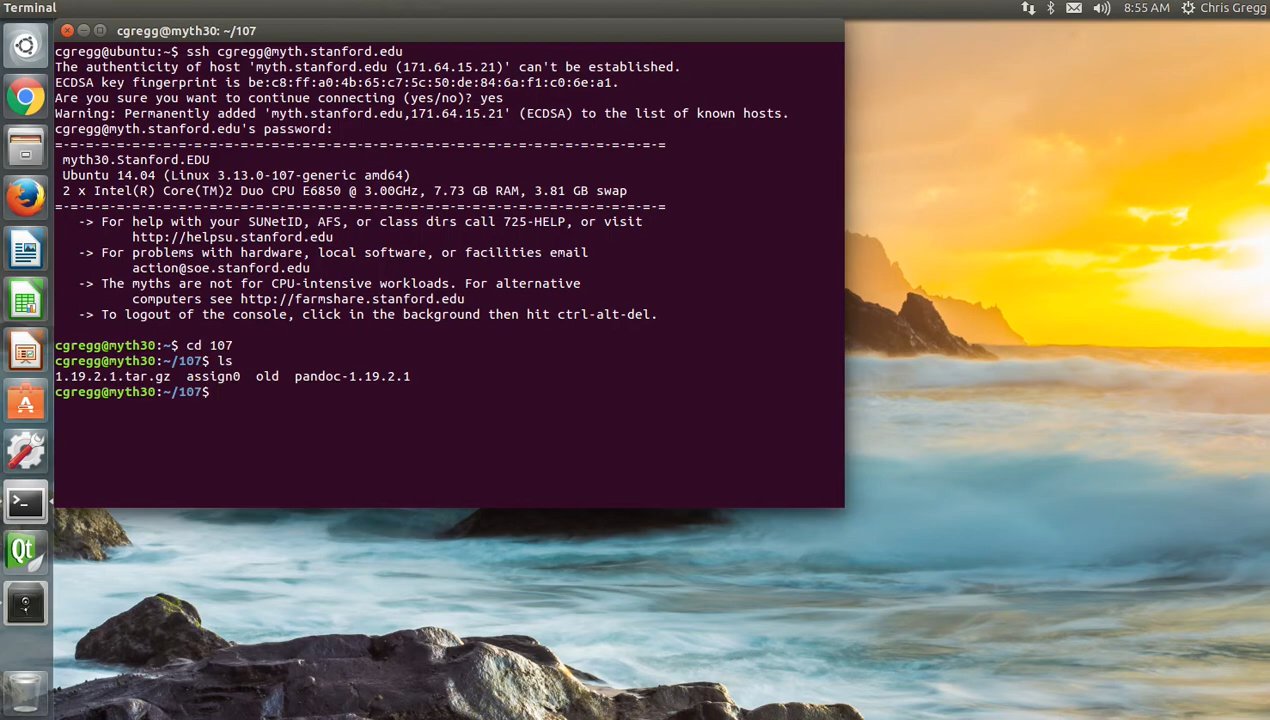 Terminal
8:55 AM
Chris Gregg
cgregg@myth30: ~/107
cgregg@ubuntu:~$ ssh cgregg@myth.stanford.edu
The authenticity of host 'myth.stanford.edu (171.64.15.21)' can't be established.
ECDSA key fingerprint is be:c8:ff:a0:4b:65:c7:5c:50:de:84:6a:f1:c0:6e:a1.
Are you sure you want to continue connecting (yes/no)? yes
Warning: Permanently added 'myth.stanford.edu,171.64.15.21' (ECDSA) to the list of known hosts.
cgregg@myth.stanford.edu's password:
=-=-=-=-=-=-=-=-=-=-=-=-=-=-=-=-=-=-=-=-=-=-=-=-=-=-=-=-=-=-=-=-=-=-=-=-=-=-=-=
myth30.Stanford.EDU
Ubuntu 14.04 (Linux 3.13.0-107-generic amd64)
2 x Intel(R) Core(TM)2 Duo CPU E6850 @ 3.00GHz, 7.73 GB RAM, 3.81 GB swap
=-=-=-=-=-=-=-=-=-=-=-=-=-=-=-=-=-=-=-=-=-=-=-=-=-=-=-=-=-=-=-=-=-=-=-=-=-=-=-=
-> For help with your SUNetID, AFS, or class dirs call 725-HELP, or visit
http://helpsu.stanford.edu
-> For problems with hardware, local software, or facilities email
action@soe.stanford.edu
-> The myths are not for CPU-intensive workloads. For alternative
computers see http://farmshare.stanford.edu
-> To logout of the console, click in the background then hit ctrl-alt-del.
cgregg@myth30:~$ cd 107
cgregg@myth30:~/107$ ls
1.19.2.1.tar.gz assign0 old pandoc-1.19.2.1
cgregg@myth30:~/107$
>_
Qt